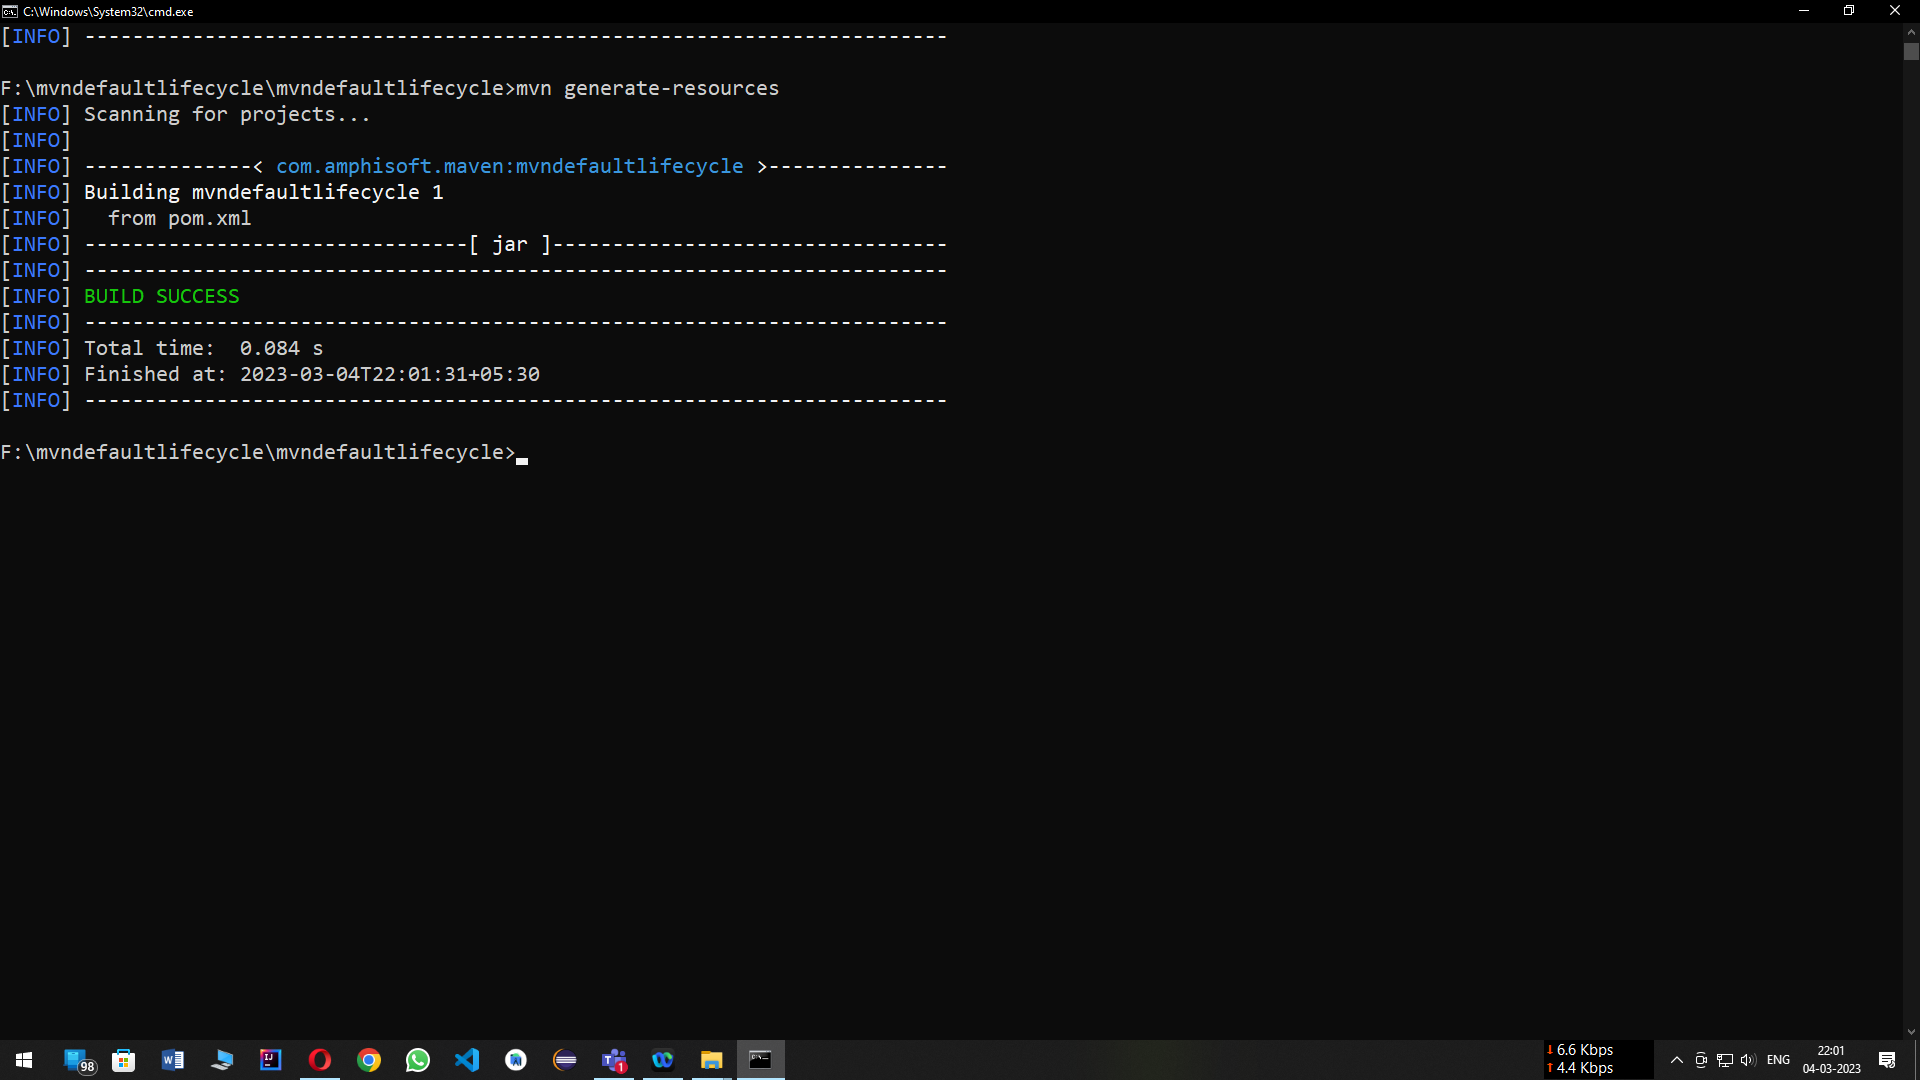 C:\Windows\System32\cmd.exe
[INFO] ------------------------------------------------------------------------
F:\mvndefaultlifecycle\mvndefaultlifecycle>mvn generate-resources
[INFO] Scanning for projects...
[INFO]
[INFO] --------------< com.amphisoft.maven:mvndefaultlifecycle >---------------
[INFO] Building mvndefaultlifecycle 1
[INFO]   from pom.xml
[INFO] --------------------------------[ jar ]---------------------------------
[INFO] ------------------------------------------------------------------------
[INFO] BUILD SUCCESS
[INFO] ------------------------------------------------------------------------
[INFO] Total time:  0.084 s
[INFO] Finished at: 2023-03-04T22:01:31+05:30
[INFO] ------------------------------------------------------------------------
F:\mvndefaultlifecycle\mvndefaultlifecycle>
98
1
6.6 Kbps
4.4 Kbps
ENG
22:01
04-03-2023